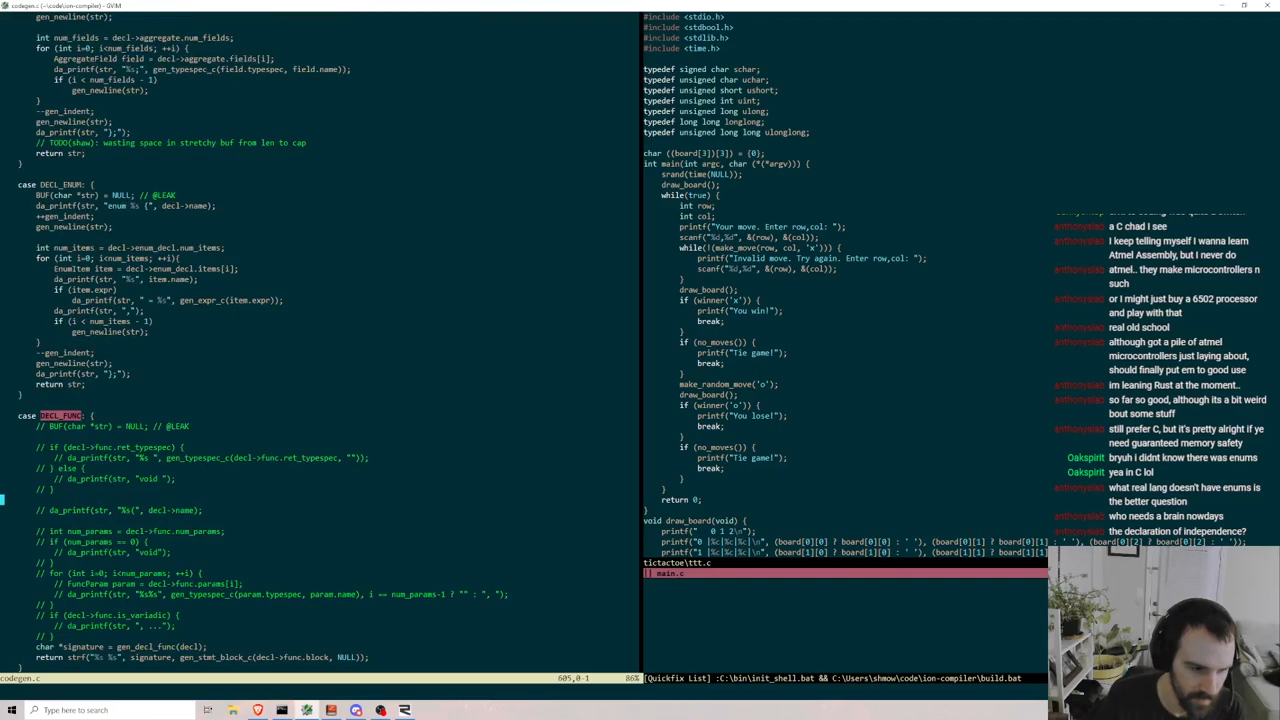 codegen.c (~\code\ion-compiler) - GVIM
gen_newline(str);
int num_fields = decl->aggregate.num_fields;
for (int i=0; i<num_fields; ++i) {
AggregateField field = decl->aggregate.fields[i];
da_printf(str, "%s;", gen_typespec_c(field.typespec, field.name));
if (i < num_fields - 1)
gen_newline(str);
}
--gen_indent;
gen_newline(str);
da_printf(str, "};");
// TODO(shaw): wasting space in stretchy buf from len to cap
return str;
}
case DECL_ENUM: {
BUF(char *str) = NULL; // @LEAK
da_printf(str, "enum %s {", decl->name);
++gen_indent;
gen_newline(str);
int num_items = decl->enum_decl.num_items;
for (int i=0; i<num_items; ++i){
EnumItem item = decl->enum_decl.items[i];
da_printf(str, "%s", item.name);
if (item.expr)
da_printf(str, " = %s", gen_expr_c(item.expr));
da_printf(str, ",");
if (i < num_items - 1)
gen_newline(str);
}
--gen_indent;
gen_newline(str);
da_printf(str, "};");
return str;
}
case DECL_FUNC: {
// BUF(char *str) = NULL; // @LEAK
// if (decl->func.ret_typespec) {
// da_printf(str, "%s ", gen_typespec_c(decl->func.ret_typespec, ""));
// } else {
// da_printf(str, "void ");
// }
// da_printf(str, "%s(", decl->name);
// int num_params = decl->func.num_params;
// if (num_params == 0) {
// da_printf(str, "void");
// }
// for (int i=0; i<num_params; ++i) {
// FuncParam param = decl->func.params[i];
// da_printf(str, "%s%s", gen_typespec_c(param.typespec, param.name), i == num_params-1 ? "" : ", ");
// }
// if (decl->func.is_variadic) {
// da_printf(str, ", ...");
// }
char *signature = gen_decl_func(decl);
return strf("%s %s", signature, gen_stmt_block_c(decl->func.block, NULL));
}
codegen.c 605,0-1 86%
#include <stdio.h>
#include <stdbool.h>
#include <stdlib.h>
#include <time.h>
typedef signed char schar;
typedef unsigned char uchar;
typedef unsigned short ushort;
typedef unsigned int uint;
typedef unsigned long ulong;
typedef long long longlong;
typedef unsigned long long ulonglong;
char ((board[3])[3]) = {0};
int main(int argc, char (*(*argv))) {
srand(time(NULL));
draw_board();
while(true) {
int row;
int col;
printf("Your move. Enter row,col: ");
scanf("%d,%d", &(row), &(col));
while(!(make_move(row, col, 'x'))) {
printf("Invalid move. Try again. Enter row,col: ");
scanf("%d,%d", &(row), &(col));
}
draw_board();
if (winner('x')) {
printf("You win!");
break;
}
if (no_moves()) {
printf("Tie game!");
break;
}
make_random_move('o');
draw_board();
if (winner('o')) {
printf("You lose!");
break;
}
if (no_moves()) {
printf("Tie game!");
break;
}
}
return 0;
}
void draw_board(void) {
printf("   0 1 2\n");
printf("0 |%c|%c|%c|\n", (board[0][0] ? board[0][0] : ' '), (board[0][1] ? board[0][1] : ' '), (board[0][2] ? board[0][2] : ' '));
printf("1 |%c|%c|%c|\n", (board[1][0] ? board[1][0] : ' '), (board[1][1]
tictactoe\ttt.c
|| main.c
[Quickfix List] :C:\bin\init_shell.bat && C:\Users\shmow\code\ion-compiler\build.bat
anthonyslab a C chad I see
anthonyslab I keep telling myself I wanna learn
Atmel Assembly, but I never do
anthonyslab atmel.. they make microcontrollers n
such
anthonyslab or I might just buy a 6502 processor
and play with that
anthonyslab real old school
anthonyslab although got a pile of atmel
microcontrollers just laying about,
should finally put em to good use
anthonyslab im leaning Rust at the moment..
anthonyslab so far so good, although its a bit weird
bout some stuff
anthonyslab still prefer C, but it's pretty alright if ye
need guaranteed memory safety
Oakspirit bryuh i didnt know there was enums
Oakspirit yea in C lol
anthonyslab what real lang doesn't have enums is
the better question
anthonyslab who needs a brain nowdays
anthonyslab the declaration of independence?
Type here to search